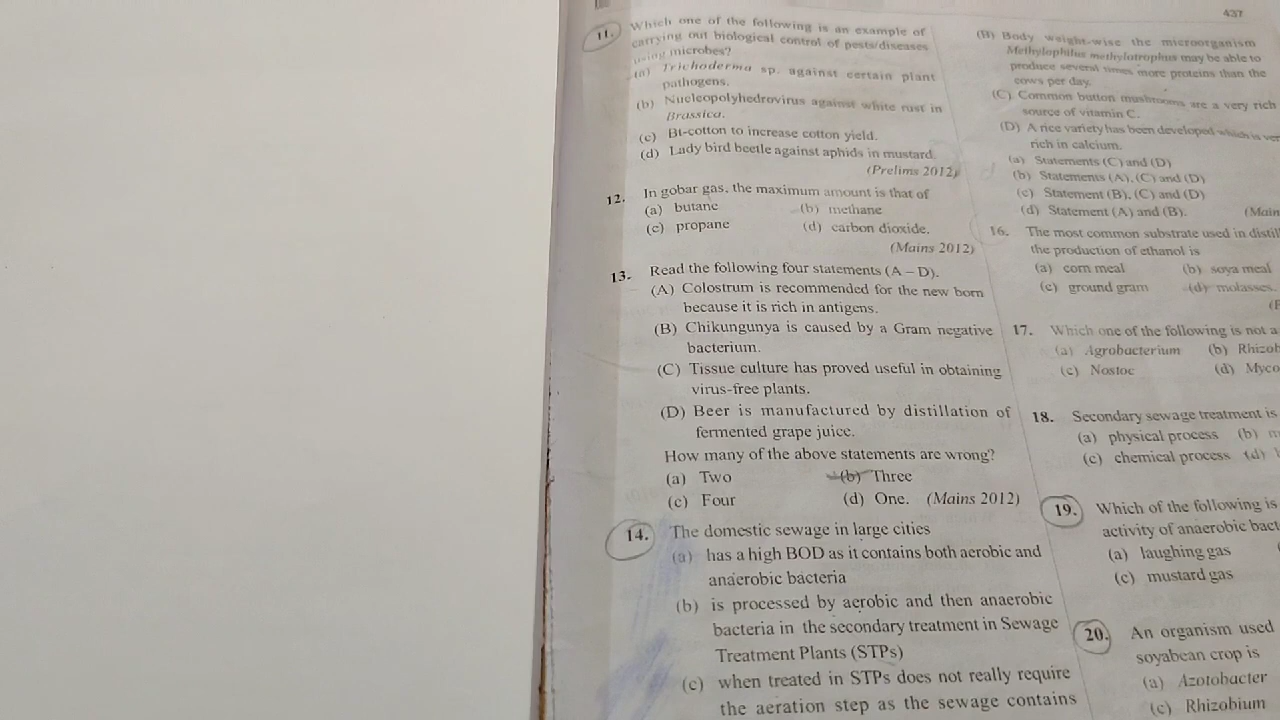 437
11. Which one of the following is an example of
carrying out biological control of pests/diseases
using microbes?
(a) Trichoderma sp. against certain plant
pathogens.
(b) Nucleopolyhedrovirus against white rust in
Brassica.
(c) Bt-cotton to increase cotton yield.
(d) Lady bird beetle against aphids in mustard.
(Prelims 2012)
12. In gobar gas, the maximum amount is that of
(a) butane (b) methane
(c) propane (d) carbon dioxide.
(Mains 2012)
13. Read the following four statements (A – D).
(A) Colostrum is recommended for the new born
because it is rich in antigens.
(B) Chikungunya is caused by a Gram negative
bacterium.
(C) Tissue culture has proved useful in obtaining
virus-free plants.
(D) Beer is manufactured by distillation of
fermented grape juice.
How many of the above statements are wrong?
(a) Two (b) Three
(c) Four (d) One. (Mains 2012)
14. The domestic sewage in large cities
(a) has a high BOD as it contains both aerobic and
anaerobic bacteria
(b) is processed by aerobic and then anaerobic
bacteria in the secondary treatment in Sewage
Treatment Plants (STPs)
(c) when treated in STPs does not really require
the aeration step as the sewage contains
(B) Body weight-wise the microorganism
Methylophilus methylotrophus may be able to
produce several times more proteins than the
cows per day.
(C) Common button mushrooms are a very rich
source of vitamin C.
(D) A rice variety has been developed which is ver
rich in calcium.
(a) Statements (C) and (D)
(b) Statements (A), (C) and (D)
(c) Statement (B), (C) and (D)
(d) Statement (A) and (B). (Main
16. The most common substrate used in distil
the production of ethanol is
(a) corn meal (b) soya meal
(c) ground gram (d) molasses.
17. Which one of the following is not a
(a) Agrobacterium (b) Rhizob
(c) Nostoc (d) Myco
18. Secondary sewage treatment is
(a) physical process (b)
(c) chemical process (d)
19. Which of the following is
activity of anaerobic bact
(a) laughing gas
(c) mustard gas
20. An organism used
soyabean crop is
(a) Azotobacter
(c) Rhizobium